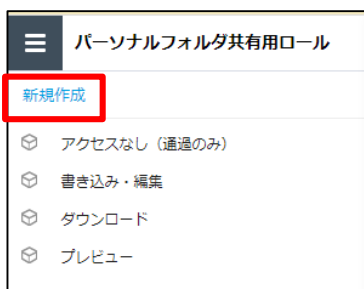 パーソナルフォルダ共有用ロール
新規作成
アクセスなし（通過のみ）
書き込み・編集
ダウンロード
プレビュー